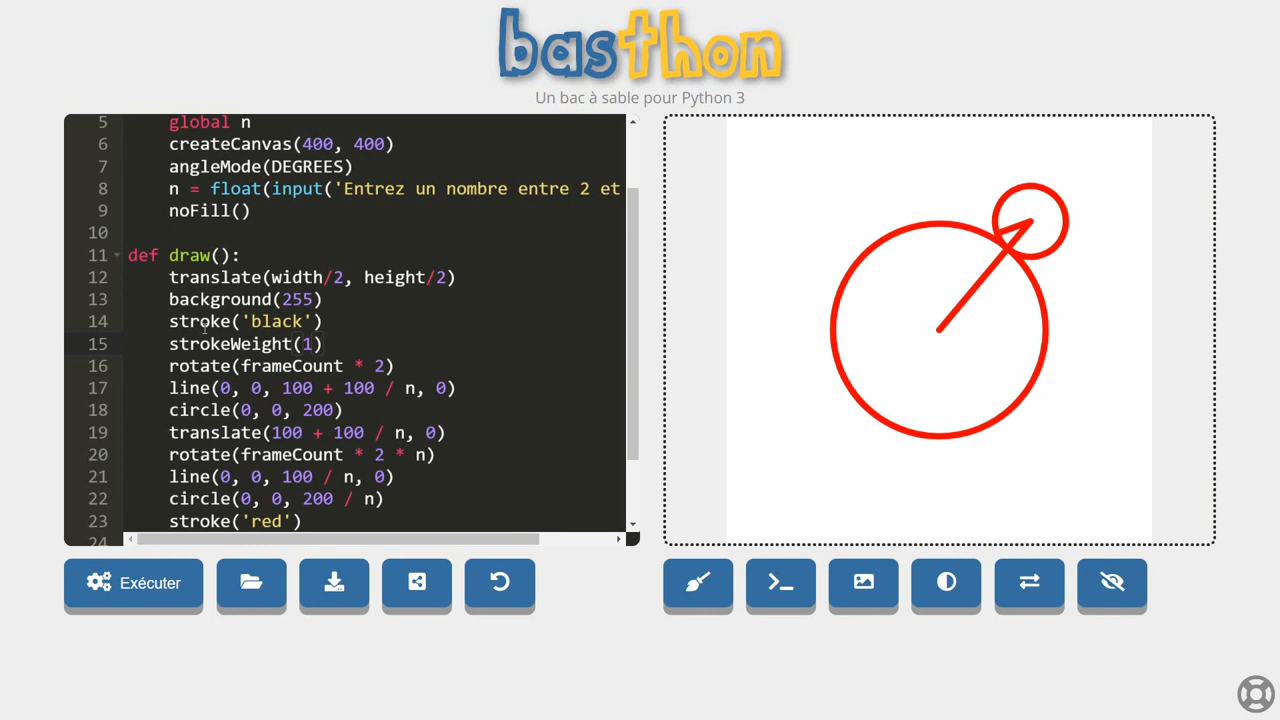 basthon
Un bac à sable pour Python 3
5 global n
6 createCanvas(400, 400)
7 angleMode(DEGREES)
8 n = float(input('Entrez un nombre entre 2 et
9 noFill()
10
11 def draw():
12 translate(width/2, height/2)
13 background(255)
14 stroke('black')
15 strokeWeight(1)
16 rotate(frameCount * 2)
17 line(0, 0, 100 + 100 / n, 0)
18 circle(0, 0, 200)
19 translate(100 + 100 / n, 0)
20 rotate(frameCount * 2 * n)
21 line(0, 0, 100 / n, 0)
22 circle(0, 0, 200 / n)
23 stroke('red')
24
Exécuter